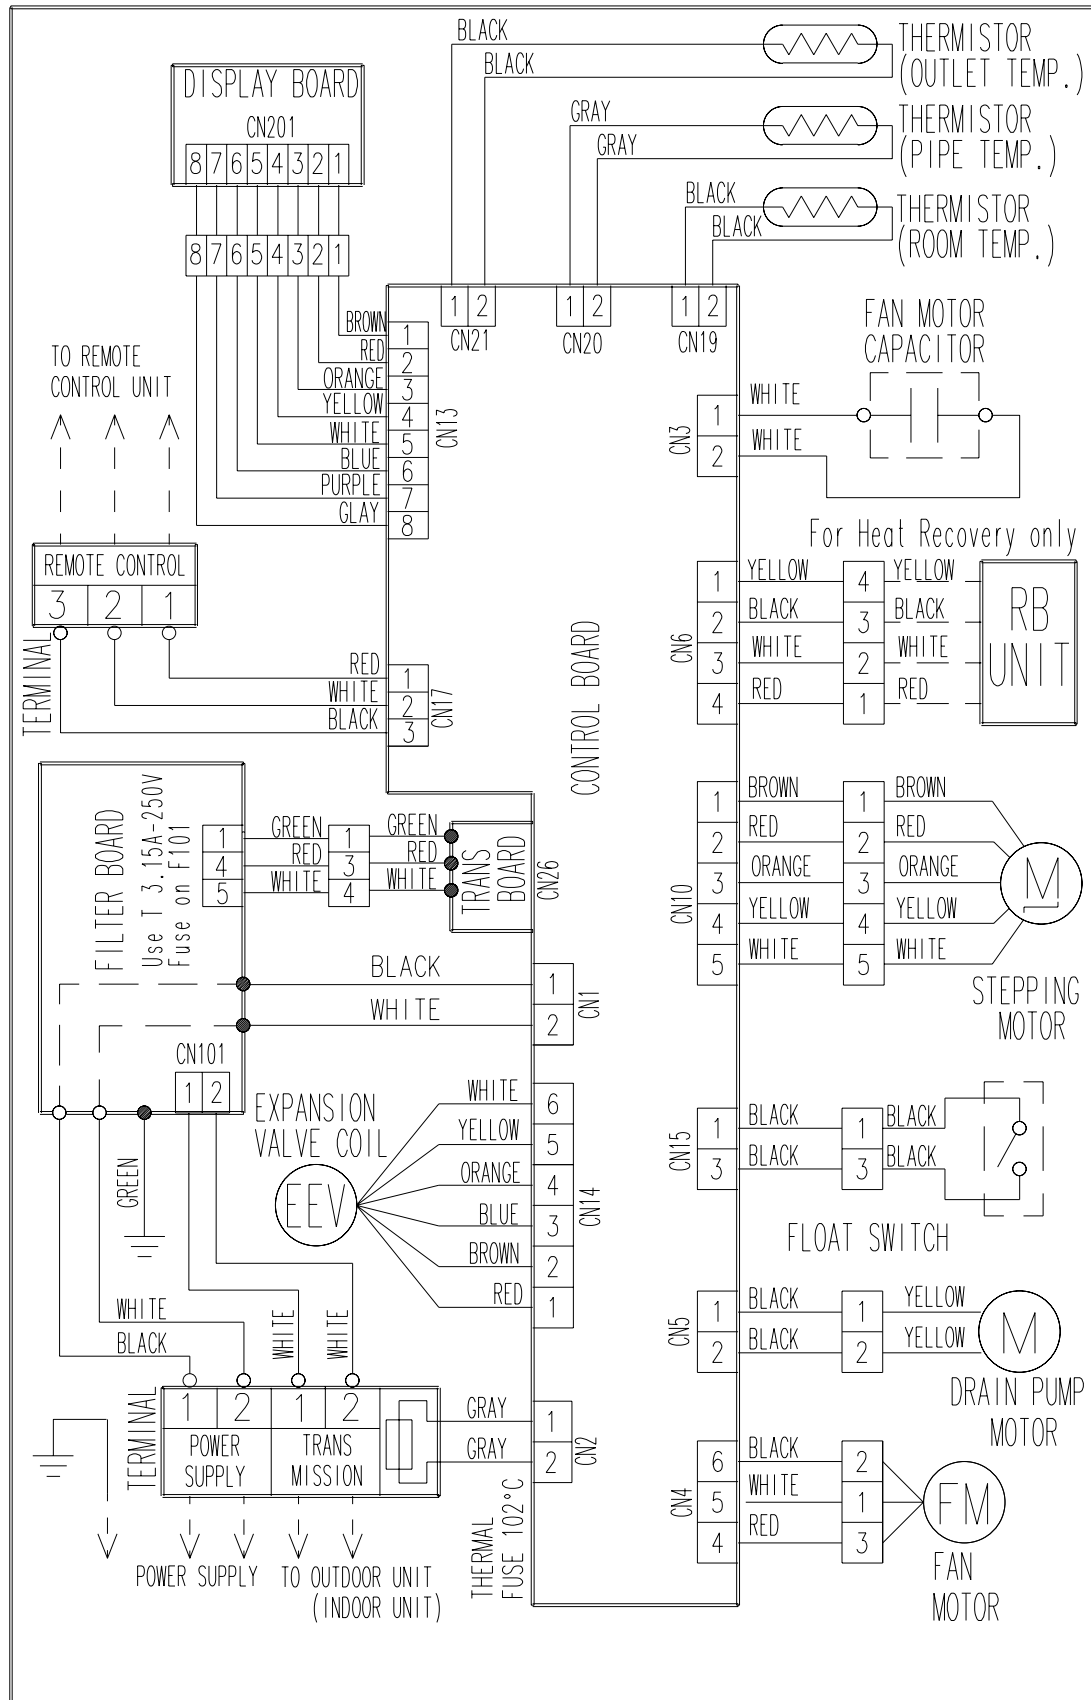 BLACK
BLACK
THERMISTOR
(OUTLET TEMP.)
DISPLAY BOARD
CN201
8 7 6 5 4 3 2 1
8 7 6 5 4 3 2 1
GRAY
GRAY
THERMISTOR
(PIPE TEMP.)
BLACK
BLACK
THERMISTOR
(ROOM TEMP.)
1 2
CN21
1 2
CN20
1 2
CN19
BROWN 1
RED 2
ORANGE 3
YELLOW 4
WHITE 5
BLUE 6
PURPLE 7
GLAY 8
CN13
TO REMOTE
CONTROL UNIT
REMOTE CONTROL
3 2 1
TERMINAL
RED 1
WHITE 2
BLACK 3
CN17
FAN MOTOR
CAPACITOR
CN3
1 WHITE
2 WHITE
For Heat Recovery only
CN6
1 YELLOW 4 YELLOW
2 BLACK 3 BLACK
3 WHITE 2 WHITE
4 RED 1 RED
RB
UNIT
CONTROL BOARD
FILTER BOARD
Use T 3.15A-250V
Fuse on F101
1 GREEN 1 GREEN
4 RED 3 RED
5 WHITE 4 WHITE
TRANS
BOARD
CN26
CN10
1 BROWN 1 BROWN
2 RED 2 RED
3 ORANGE 3 ORANGE
4 YELLOW 4 YELLOW
5 WHITE 5 WHITE
M
STEPPING
MOTOR
BLACK 1
WHITE 2
CN1
CN101
1 2
GREEN
EXPANSION
VALVE COIL
EEV
WHITE 6
YELLOW 5
ORANGE 4
BLUE 3
BROWN 2
RED 1
CN14
CN15
1 BLACK 1 BLACK
3 BLACK 3 BLACK
FLOAT SWITCH
CN5
1 BLACK 1 YELLOW
2 BLACK 2 YELLOW
M
DRAIN PUMP
MOTOR
WHITE
BLACK
WHITE
WHITE
TERMINAL
1 2 1 2
POWER
SUPPLY
TRANS
MISSION
GRAY 1
GRAY 2
CN2
THERMAL
FUSE 102°C
CN4
6 BLACK 2
5 WHITE 1
4 RED 3
FM
FAN
MOTOR
POWER SUPPLY
TO OUTDOOR UNIT
(INDOOR UNIT)